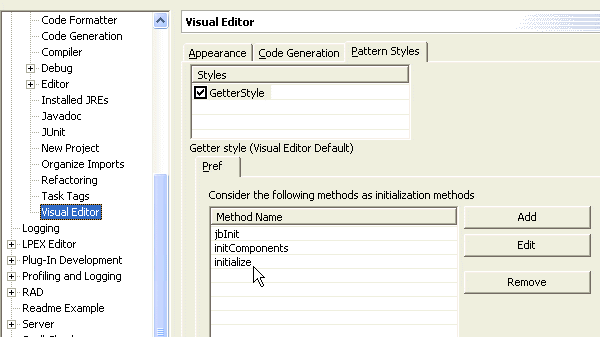 Code Formatter
Code Generation
Compiler
Debug
Editor
Installed JREs
Javadoc
JUnit
New Project
Organize Imports
Refactoring
Task Tags
Visual Editor
Logging
LPEX Editor
Plug-In Development
Profiling and Logging
RAD
Readme Example
Server
Visual Editor
Appearance Code Generation Pattern Styles
Styles
GetterStyle
Getter style (Visual Editor Default)
Pref
Consider the following methods as initialization methods
Method Name
jbInit
initComponents
initialize
Add
Edit
Remove